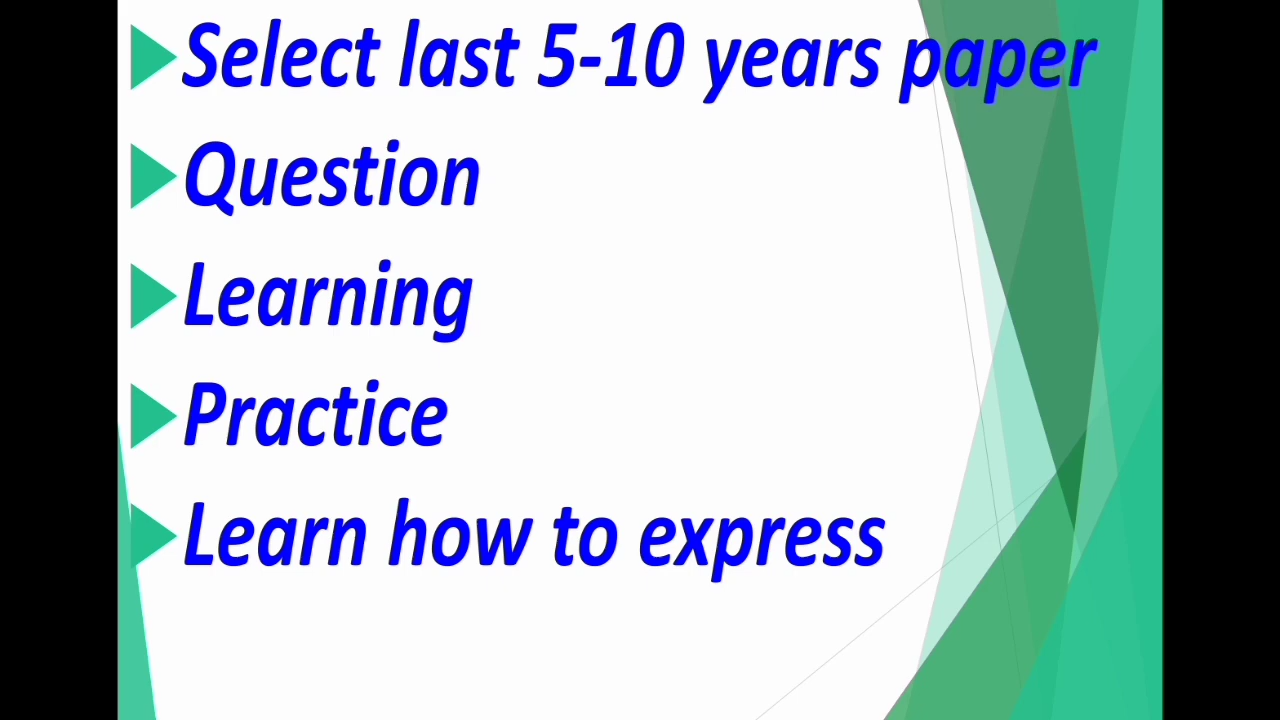 Select last 5-10 years paper
Question
Learning
Practice
Learn how to express